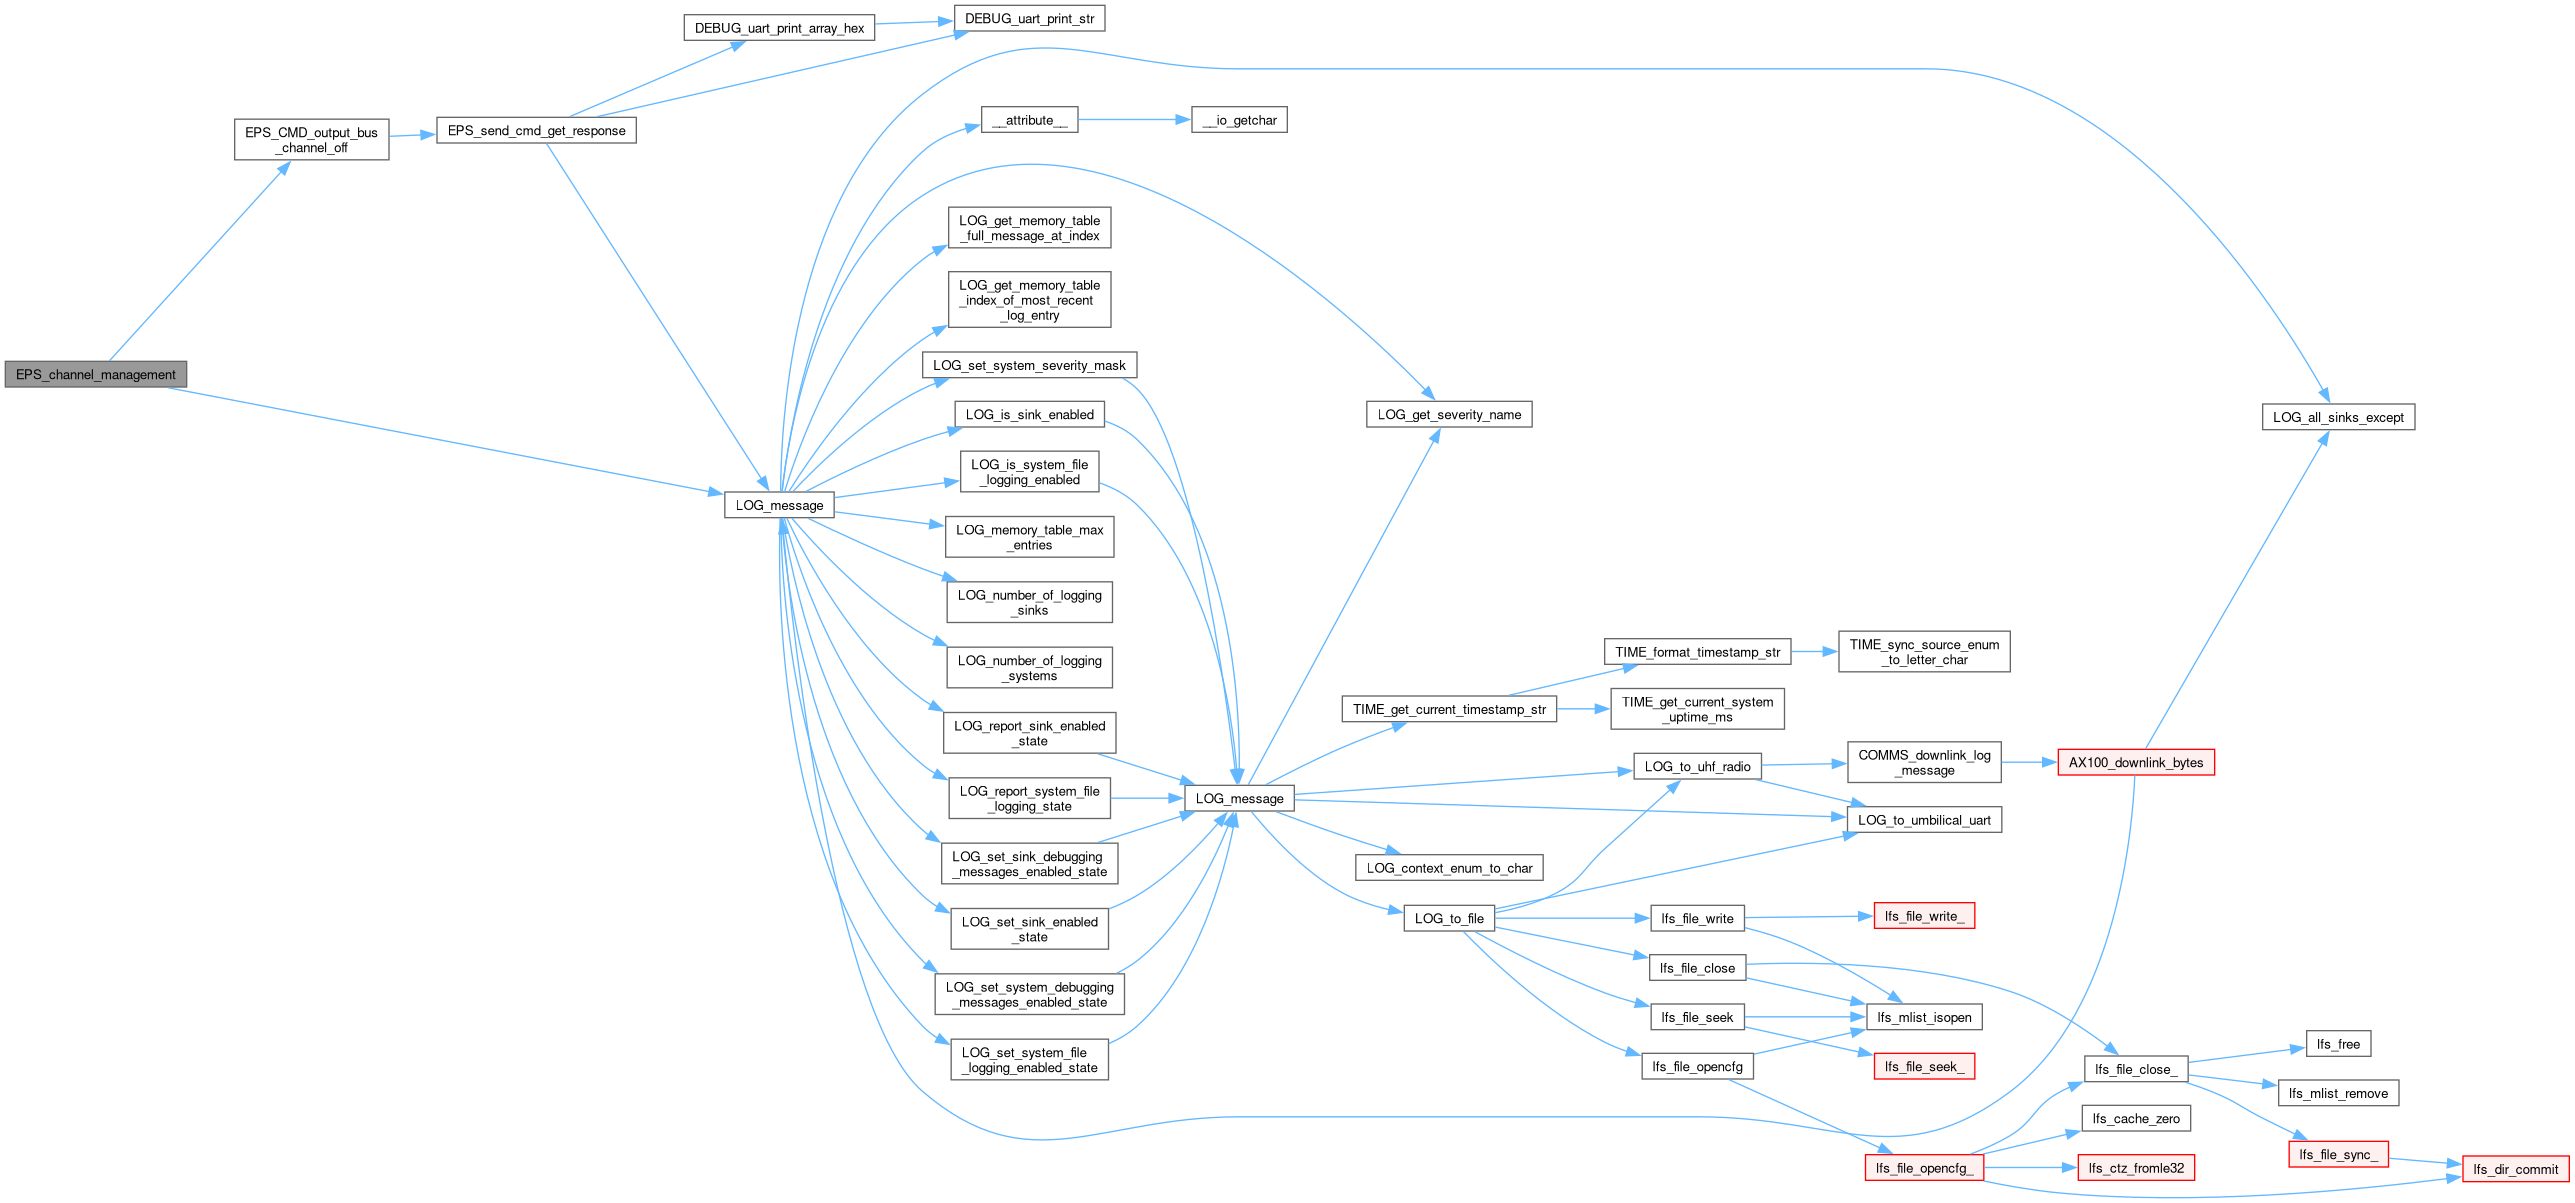 EPS_channel_management
EPS_CMD_output_bus
_channel_off
EPS_send_cmd_get_response
DEBUG_uart_print_array_hex
DEBUG_uart_print_str
LOG_message
__attribute__
__io_getchar
LOG_get_memory_table
_full_message_at_index
LOG_get_memory_table
_index_of_most_recent
_log_entry
LOG_set_system_severity_mask
LOG_is_sink_enabled
LOG_is_system_file
_logging_enabled
LOG_memory_table_max
_entries
LOG_number_of_logging
_sinks
LOG_number_of_logging
_systems
LOG_report_sink_enabled
_state
LOG_report_system_file
_logging_state
LOG_set_sink_debugging
_messages_enabled_state
LOG_set_sink_enabled
_state
LOG_set_system_debugging
_messages_enabled_state
LOG_set_system_file
_logging_enabled_state
LOG_message
LOG_get_severity_name
TIME_get_current_timestamp_str
LOG_context_enum_to_char
LOG_to_file
TIME_format_timestamp_str
TIME_get_current_system
_uptime_ms
LOG_to_uhf_radio
lfs_file_write
lfs_file_close
lfs_file_seek
lfs_file_opencfg
TIME_sync_source_enum
_to_letter_char
COMMS_downlink_log
_message
LOG_to_umbilical_uart
lfs_file_write_
lfs_mlist_isopen
lfs_file_seek_
lfs_file_opencfg_
AX100_downlink_bytes
LOG_all_sinks_except
lfs_file_close_
lfs_cache_zero
lfs_ctz_fromle32
lfs_free
lfs_mlist_remove
lfs_file_sync_
lfs_dir_commit